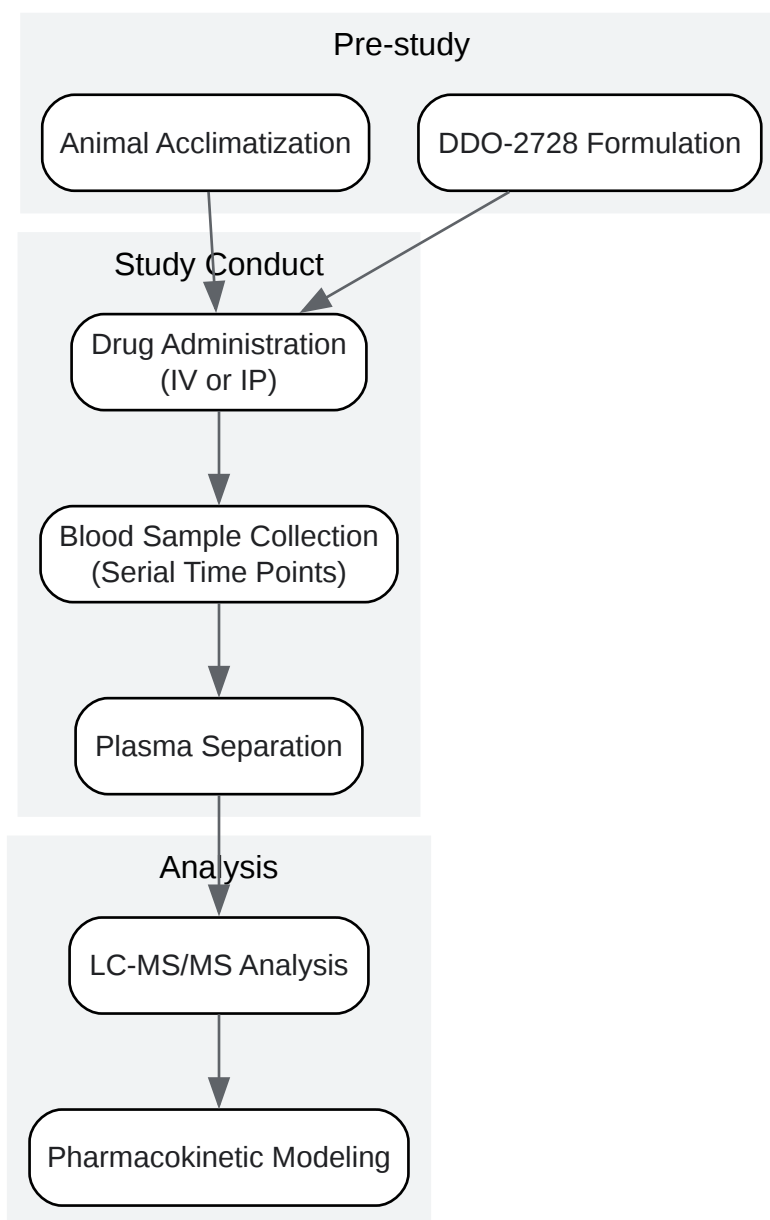 Pre-study
Animal Acclimatization
DDO-2728 Formulation
Study Conduct
Drug Administration
(IV or IP)
Blood Sample Collection
(Serial Time Points)
Plasma Separation
Analysis
LC-MS/MS Analysis
Pharmacokinetic Modeling